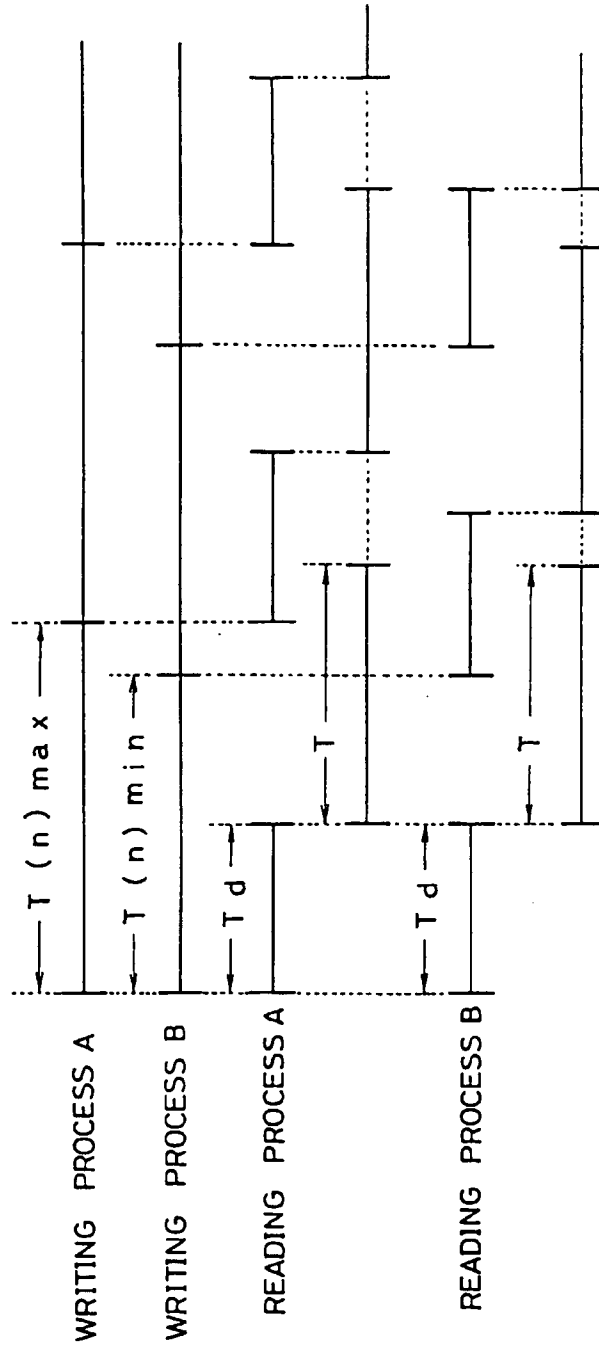 WRITING PROCESS A
T (n) max
WRITING PROCESS B
T (n) min
READING PROCESS A
T d
T
READING PROCESS B
T d
T